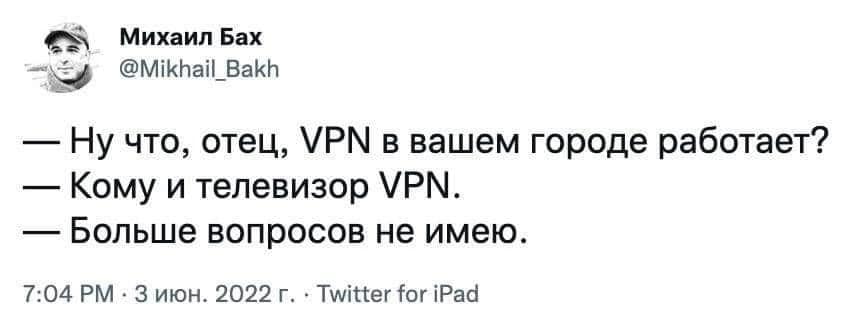 Михаил Бах
@Mikhail_Bakh
— Ну что, отец, VPN в вашем городе работает?
— Кому и телевизор VPN.
— Больше вопросов не имею.
7:04 PM · 3 июн. 2022 г. · Twitter for iPad